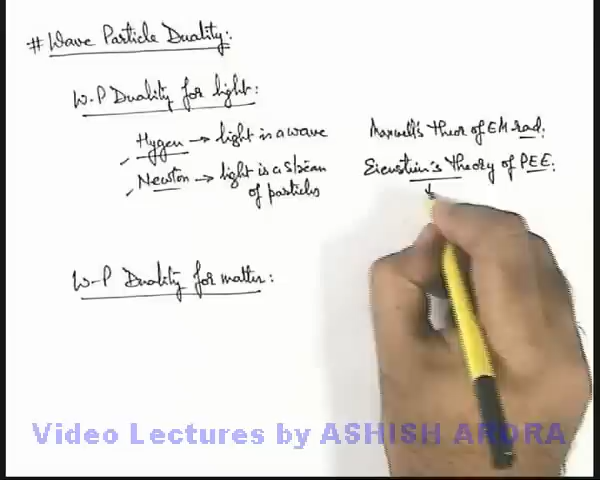 # Wave Particle Duality:
W-P Duality for light:
Hygen → light is a wave
Newton → light is a stream
of particles
Maxwell's Theor of EM rad.
Eienstein's Theory of PEE:
W-P Duality for matter:
Video Lectures by ASHISH ARORA